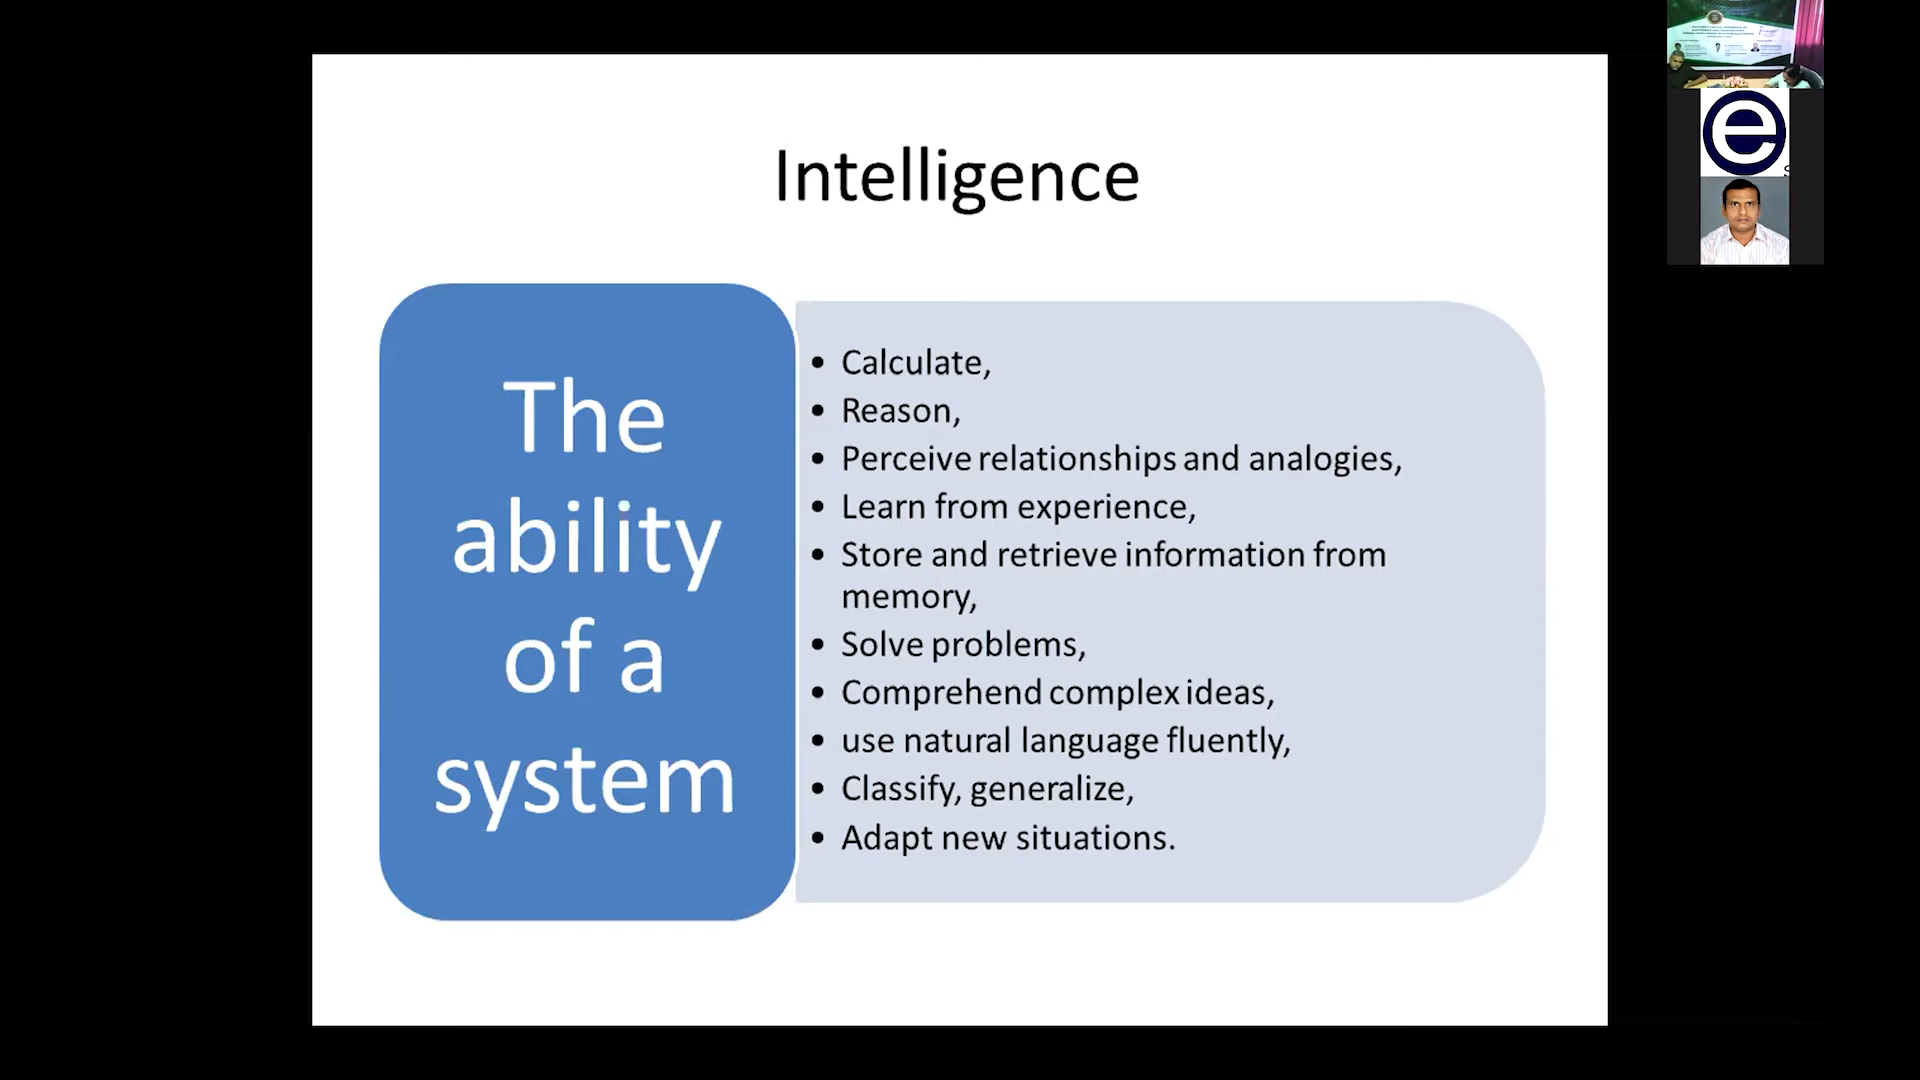 Intelligence
The
ability
of a
system
• Calculate,
• Reason,
• Perceive relationships and analogies,
• Learn from experience,
• Store and retrieve information from
memory,
• Solve problems,
• Comprehend complex ideas,
• use natural language fluently,
• Classify, generalize,
• Adapt new situations.
e